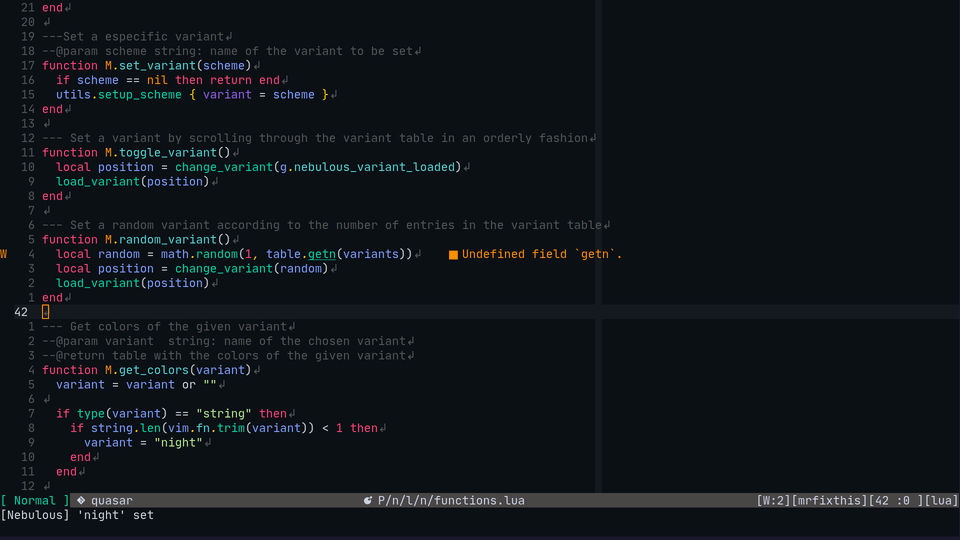 21 end↲
20 ↲
19 ---Set a especific variant↲
18 --@param scheme string: name of the variant to be set↲
17 function M.set_variant(scheme)↲
16   if scheme == nil then return end↲
15   utils.setup_scheme { variant = scheme }↲
14 end↲
13 ↲
12 --- Set a variant by scrolling through the variant table in an orderly fashion↲
11 function M.toggle_variant()↲
10   local position = change_variant(g.nebulous_variant_loaded)↲
9   load_variant(position)↲
8 end↲
7 ↲
6 --- Set a random variant according to the number of entries in the variant table↲
5 function M.random_variant()↲
W 4   local random = math.random(1, table.getn(variants))↲ ■ Undefined field `getn`.
3   local position = change_variant(random)↲
2   load_variant(position)↲
1 end↲
42 ↲
1 --- Get colors of the given variant↲
2 --@param variant  string: name of the chosen variant↲
3 --@return table with the colors of the given variant↲
4 function M.get_colors(variant)↲
5   variant = variant or ""↲
6 ↲
7   if type(variant) == "string" then↲
8     if string.len(vim.fn.trim(variant)) < 1 then↲
9       variant = "night"↲
10     end↲
11   end↲
12 ↲
[ Normal ] quasar P/n/l/n/functions.lua [W:2][mrfixthis][42 :0 ][lua]
[Nebulous] 'night' set